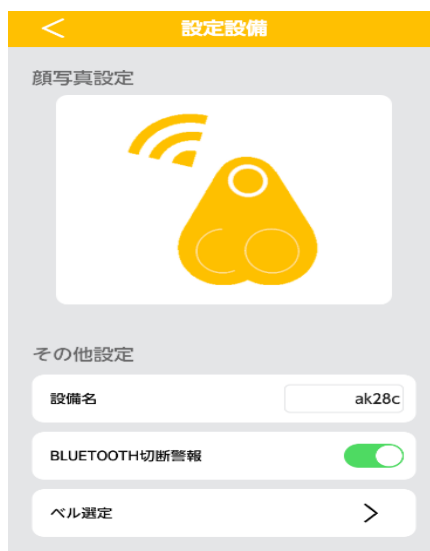 設定設備
顔写真設定
その他設定
設備名 ak28c
BLUETOOTH切断警報
ベル選定